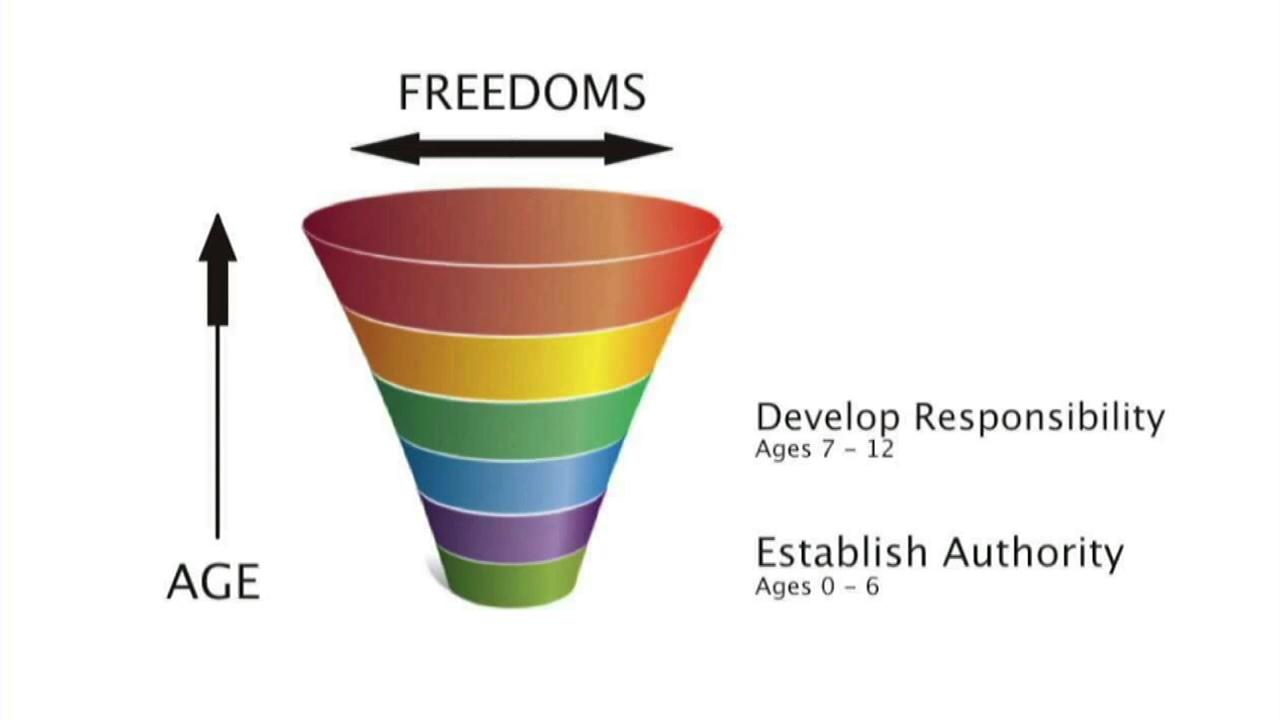 FREEDOMS
Develop Responsibility
Ages 7 – 12
Establish Authority
Ages 0 – 6
AGE